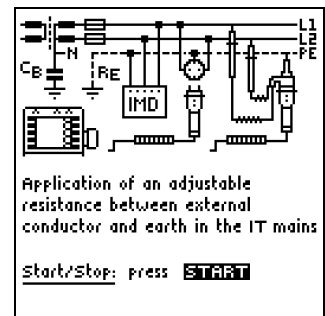 L1
L2
N
PE
CB
RE
IMD
Application of an adjustable
resistance between external
conductor and earth in the IT mains
Start/Stop: press START